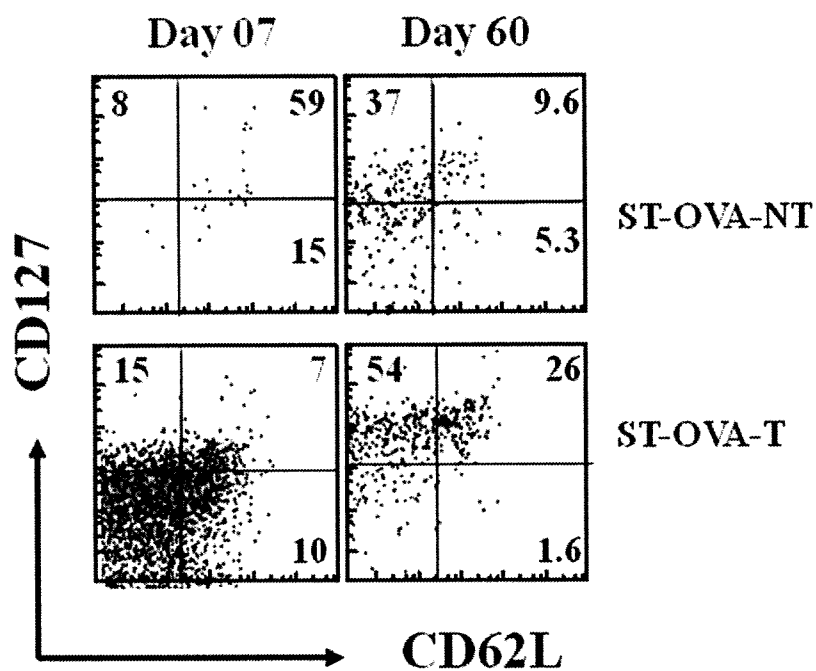 Day 07 Day 60
8 59 37 9.6
ST-OVA-NT
15 5.3
CD127
15 7 54 26
ST-OVA-T
10 1.6
CD62L